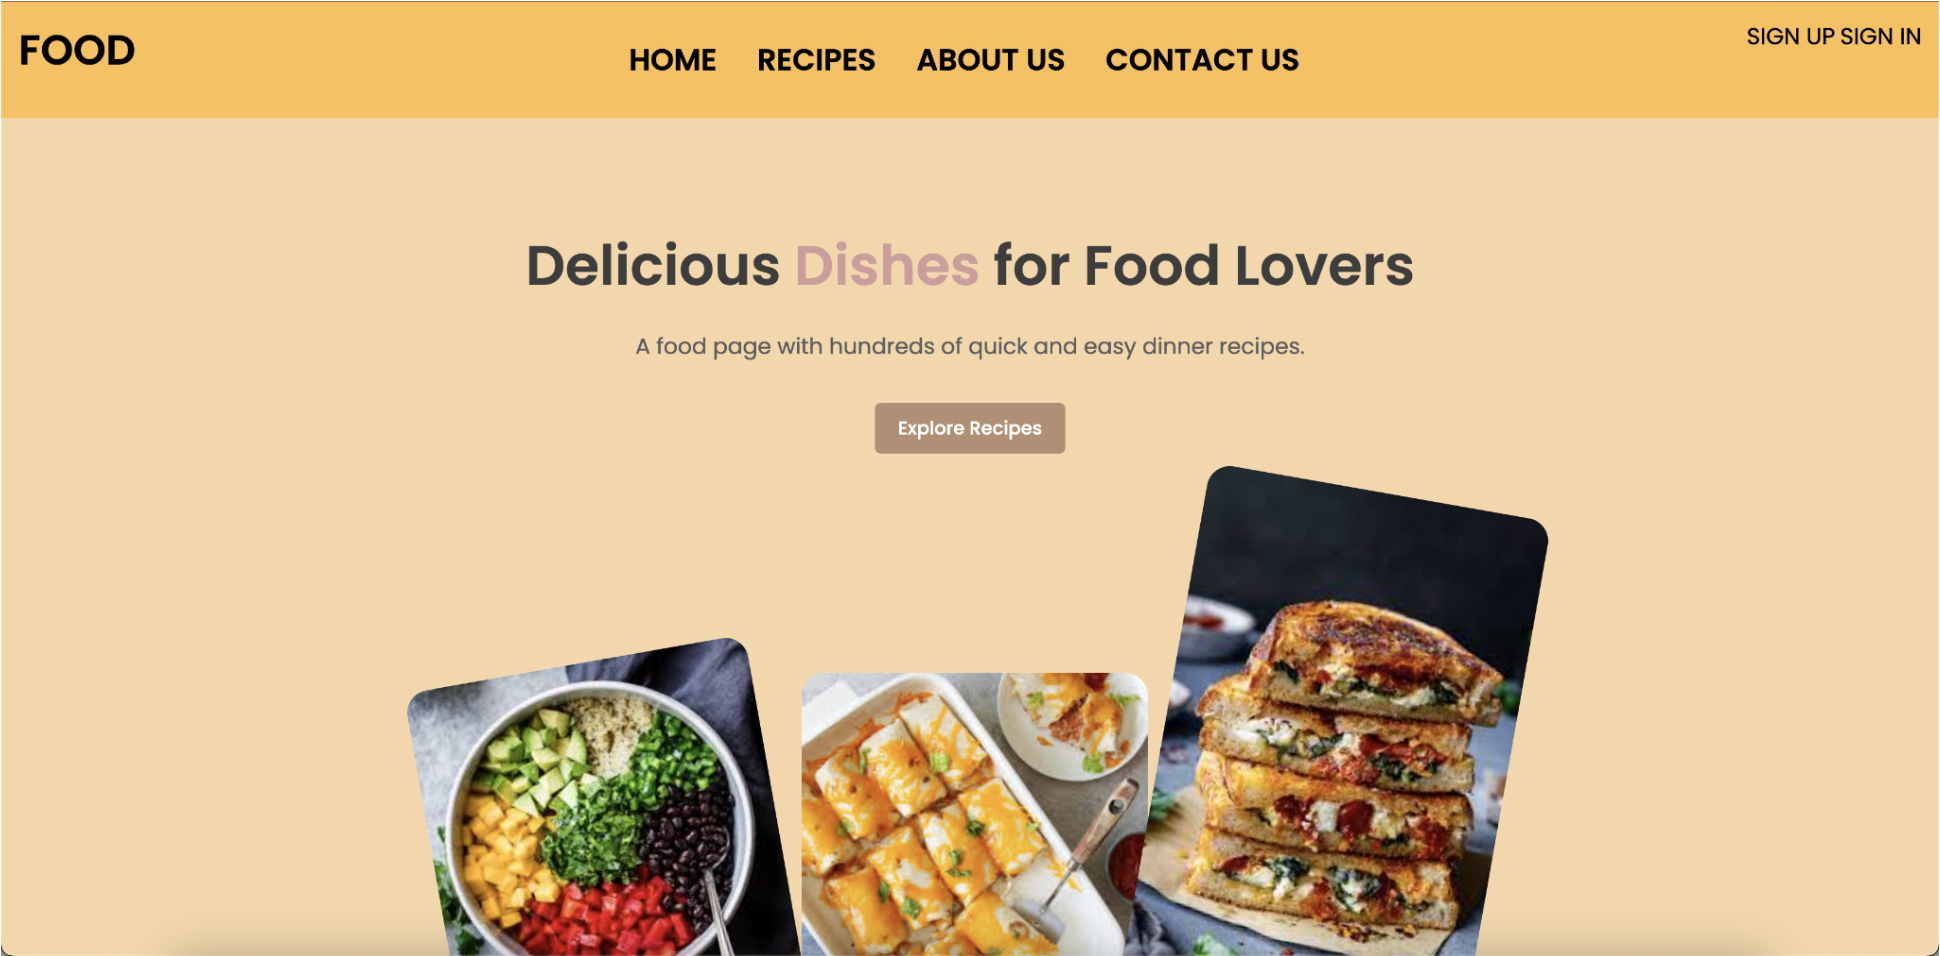 FOOD
HOME RECIPES ABOUT US CONTACT US
SIGN UP SIGN IN
Delicious Dishes for Food Lovers
A food page with hundreds of quick and easy dinner recipes.
Explore Recipes